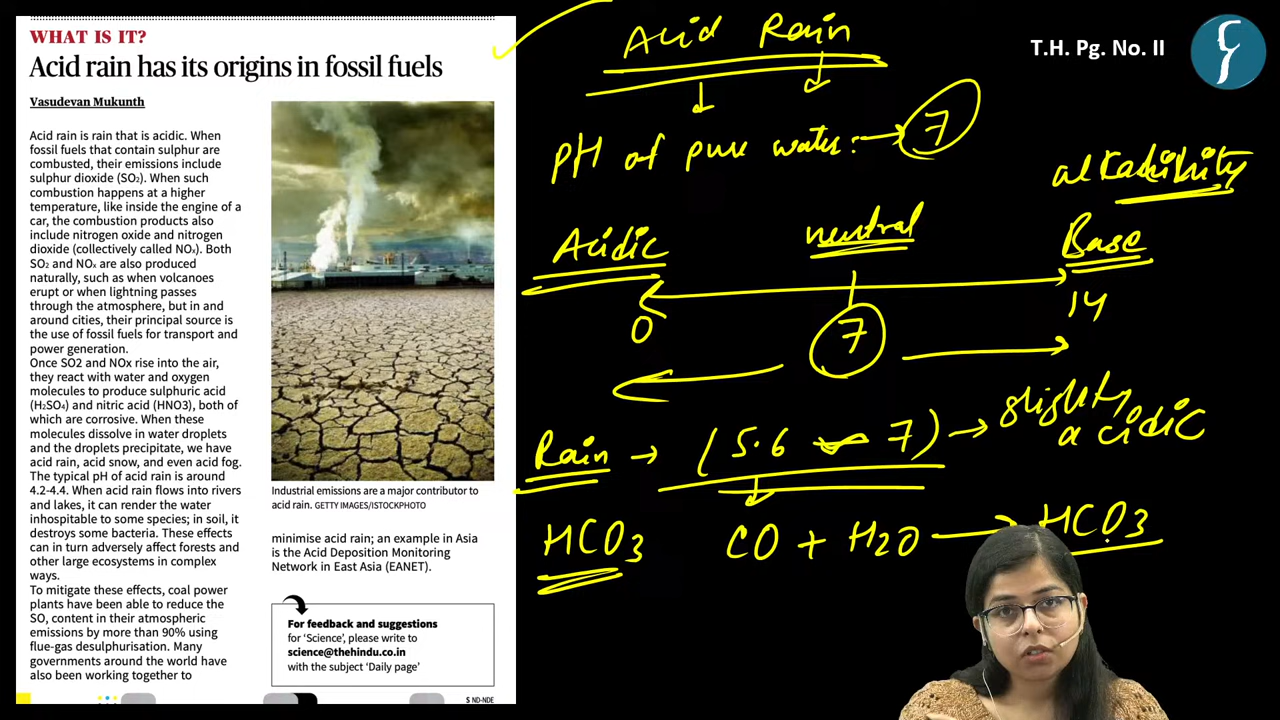 WHAT IS IT?
Acid rain has its origins in fossil fuels
Vasudevan Mukunth
Acid rain is rain that is acidic. When
fossil fuels that contain sulphur are
combusted, their emissions include
sulphur dioxide (SO₂). When such
combustion happens at a higher
temperature, like inside the engine of a
car, the combustion products also
include nitrogen oxide and nitrogen
dioxide (collectively called NOₓ). Both
SO₂ and NOₓ are also produced
naturally, such as when volcanoes
erupt or when lightning passes
through the atmosphere, but in and
around cities, their principal source is
the use of fossil fuels for transport and
power generation.
Once SO2 and NOx rise into the air,
they react with water and oxygen
molecules to produce sulphuric acid
(H₂SO₄) and nitric acid (HNO3), both of
which are corrosive. When these
molecules dissolve in water droplets
and the droplets precipitate, we have
acid rain, acid snow, and even acid fog.
The typical pH of acid rain is around
4.2-4.4. When acid rain flows into rivers
and lakes, it can render the water
inhospitable to some species; in soil, it
destroys some bacteria. These effects
can in turn adversely affect forests and
other large ecosystems in complex
ways.
To mitigate these effects, coal power
plants have been able to reduce the
SO, content in their atmospheric
emissions by more than 90% using
flue-gas desulphurisation. Many
governments around the world have
also been working together to
Industrial emissions are a major contributor to
acid rain. GETTY IMAGES/ISTOCKPHOTO
minimise acid rain; an example in Asia
is the Acid Deposition Monitoring
Network in East Asia (EANET).
For feedback and suggestions
for 'Science', please write to
science@thehindu.co.in
with the subject 'Daily page'
S ND-NDE
Acid Rain
T.H. Pg. No. II
PH of pure water: → 7
Acidic neutral Base
0 7 14
Rain → (5.6 7) → slightly
acidic
HCO3 CO + H2O → HCO3